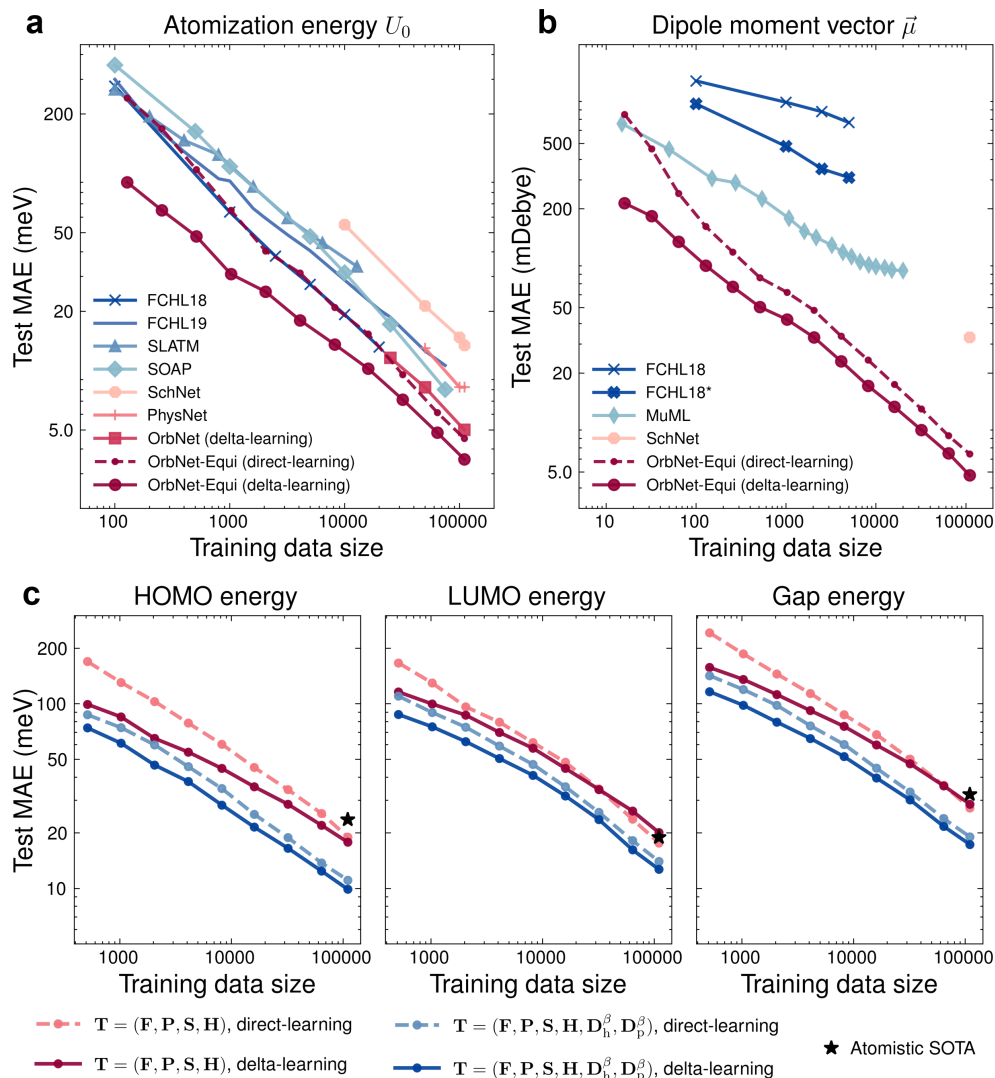 a
Atomization energy U₀
Test MAE (meV)
200
50
20
5.0
FCHL18
FCHL19
SLATM
SOAP
SchNet
PhysNet
OrbNet (delta-learning)
OrbNet-Equi (direct-learning)
OrbNet-Equi (delta-learning)
100 1000 10000 100000
Training data size
b
Dipole moment vector μ⃗
Test MAE (mDebye)
500
200
50
20
5.0
FCHL18
FCHL18*
MuML
SchNet
OrbNet-Equi (direct-learning)
OrbNet-Equi (delta-learning)
10 100 1000 10000 100000
Training data size
c
HOMO energy
LUMO energy
Gap energy
Test MAE (meV)
200
100
50
20
10
1000 10000 100000
1000 10000 100000
1000 10000 100000
Training data size
Training data size
Training data size
T = (F, P, S, H), direct-learning
T = (F, P, S, H, D_h^β, D_p^β), direct-learning
T = (F, P, S, H), delta-learning
T = (F, P, S, H, D_h^β, D_p^β), delta-learning
Atomistic SOTA